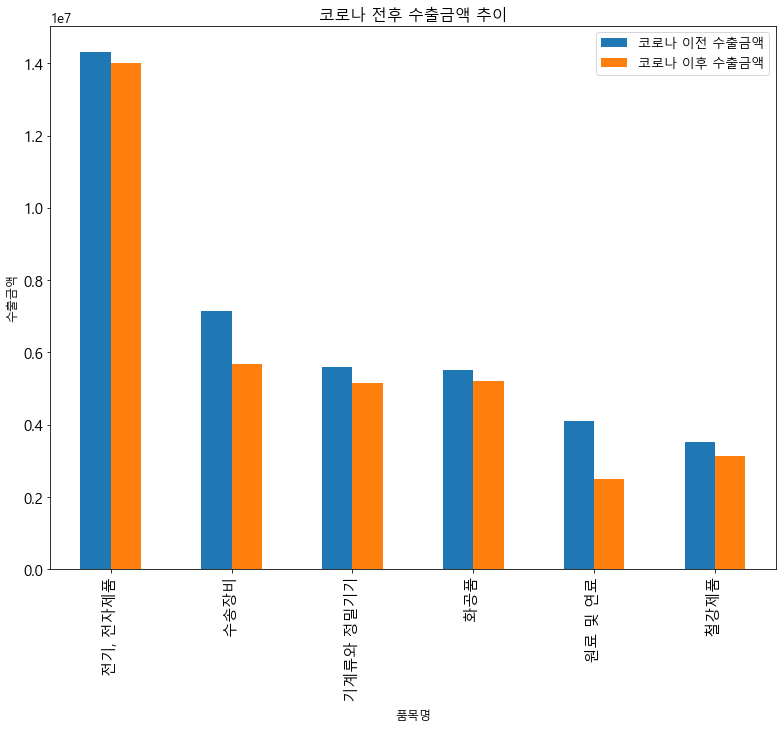 코로나 전후 수출금액 추이
1e7
코로나 이전 수출금액
코로나 이후 수출금액
1.4
1.2
1.0
0.8
0.6
0.4
0.2
0.0
수출금액
전기, 전자제품
수송장비
기계류와 정밀기기
화공품
원료 및 연료
철강제품
품목명